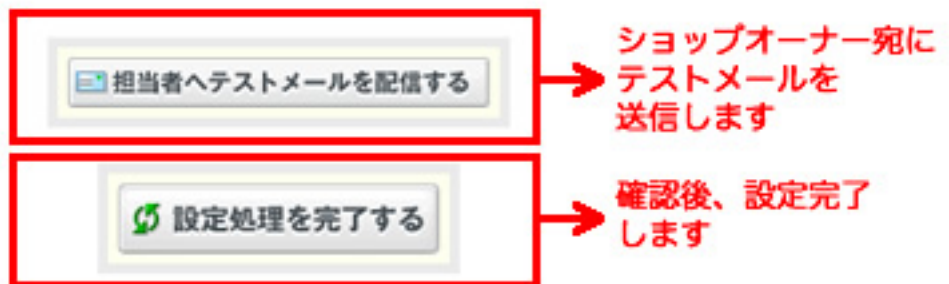 担当者へテストメールを配信する
ショップオーナー宛に
テストメールを
送信します
設定処理を完了する
確認後、設定完了
します